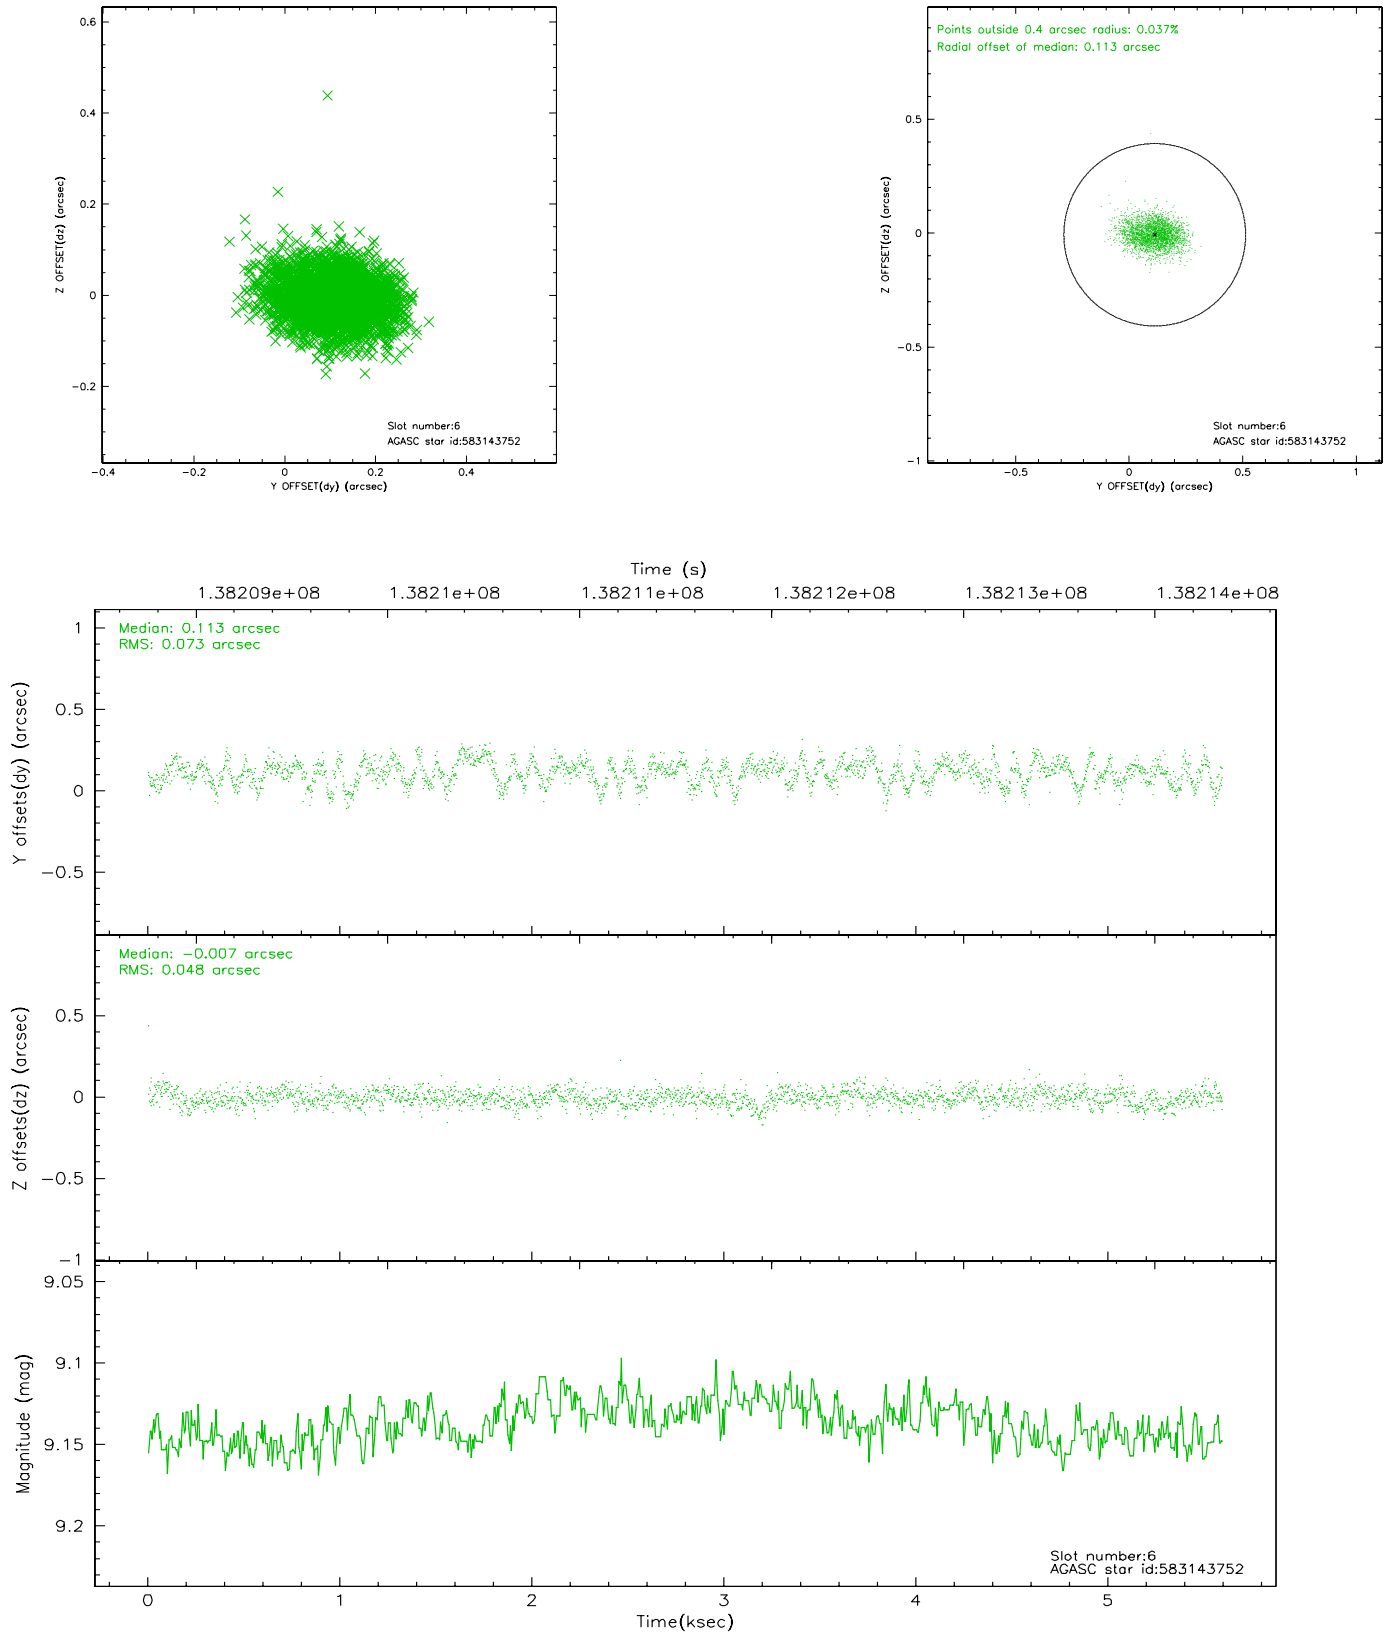 0.6
0.4
0.2
0
−0.2
Z OFFSET(dz) (arcsec)
Slot number:6
AGASC star id:583143752
−0.4
−0.2
0
0.2
0.4
Y OFFSET(dy) (arcsec)
Points outside 0.4 arcsec radius: 0.037%
Radial offset of median: 0.113 arcsec
0.5
0
−0.5
−1
Z OFFSET(dz) (arcsec)
Slot number:6
AGASC star id:583143752
−0.5
0
0.5
1
Y OFFSET(dy) (arcsec)
Time (s)
1.38209e+08
1.3821e+08
1.38211e+08
1.38212e+08
1.38213e+08
1.38214e+08
Median: 0.113 arcsec
RMS: 0.073 arcsec
1
0.5
0
−0.5
Y offsets(dy) (arcsec)
Median: −0.007 arcsec
RMS: 0.048 arcsec
0.5
0
−0.5
−1
Z offsets(dz) (arcsec)
9.05
9.1
9.15
9.2
Magnitude (mag)
Slot number:6
AGASC star id:583143752
0
1
2
3
4
5
Time(ksec)